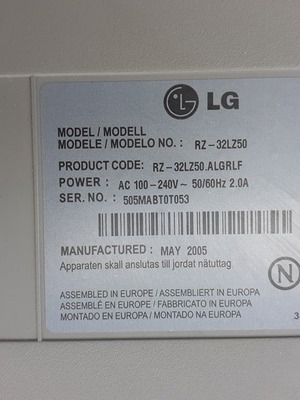 LG
MODEL / MODELL
MODELE / MODELO NO. : RZ-32LZ50
PRODUCT CODE: RZ-32LZ50.ALGRLF
POWER : AC 100-240V ~ 50/60Hz 2.0A
SER. NO. : 505MABT0T053
MANUFACTURED : MAY 2005
Apparaten skall anslutas till jordat nätuttag.
N
ASSEMBLED IN EUROPE / ASSEMBLIERT IN EUROPA
ASSEMBLÉ EN EUROPE / FABBRICATO IN EUROPA
MONTADO EN EUROPA / MONTADO NA EUROPA
3